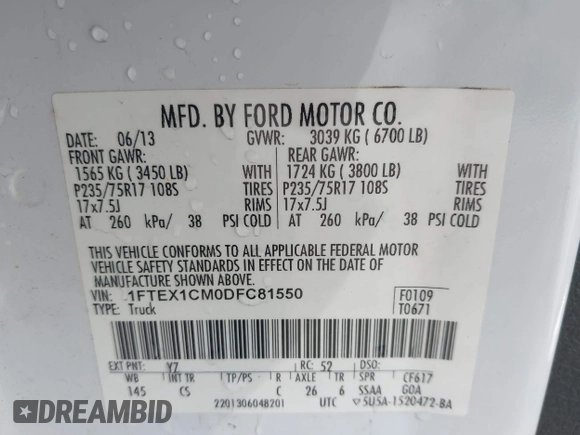 MFD. BY FORD MOTOR CO.
DATE: 06/13 GVWR: 3039 KG ( 6700 LB)
FRONT GAWR: REAR GAWR:
1565 KG ( 3450 LB) WITH 1724 KG ( 3800 LB) WITH
P235/75R17 108S TIRES P235/75R17 108S TIRES
17x7.5J RIMS 17x7.5J RIMS
AT 260 kPa/ 38 PSI COLD AT 260 kPa/ 38 PSI COLD
THIS VEHICLE CONFORMS TO ALL APPLICABLE FEDERAL MOTOR
VEHICLE SAFETY STANDARDS IN EFFECT ON THE DATE OF
MANUFACTURE SHOWN ABOVE.
VIN: 1FTEX1CM0DFC81550 F0109
TYPE: Truck T0671
EXT PNT: YZ RC: 52 DSO:
WB INT TR TP/PS R AXLE TR SPR CF617
145 CS C 26 6 SSAA GOA
2201306048201 UTC 5USA-1520472-BA
EPICVIN.COM